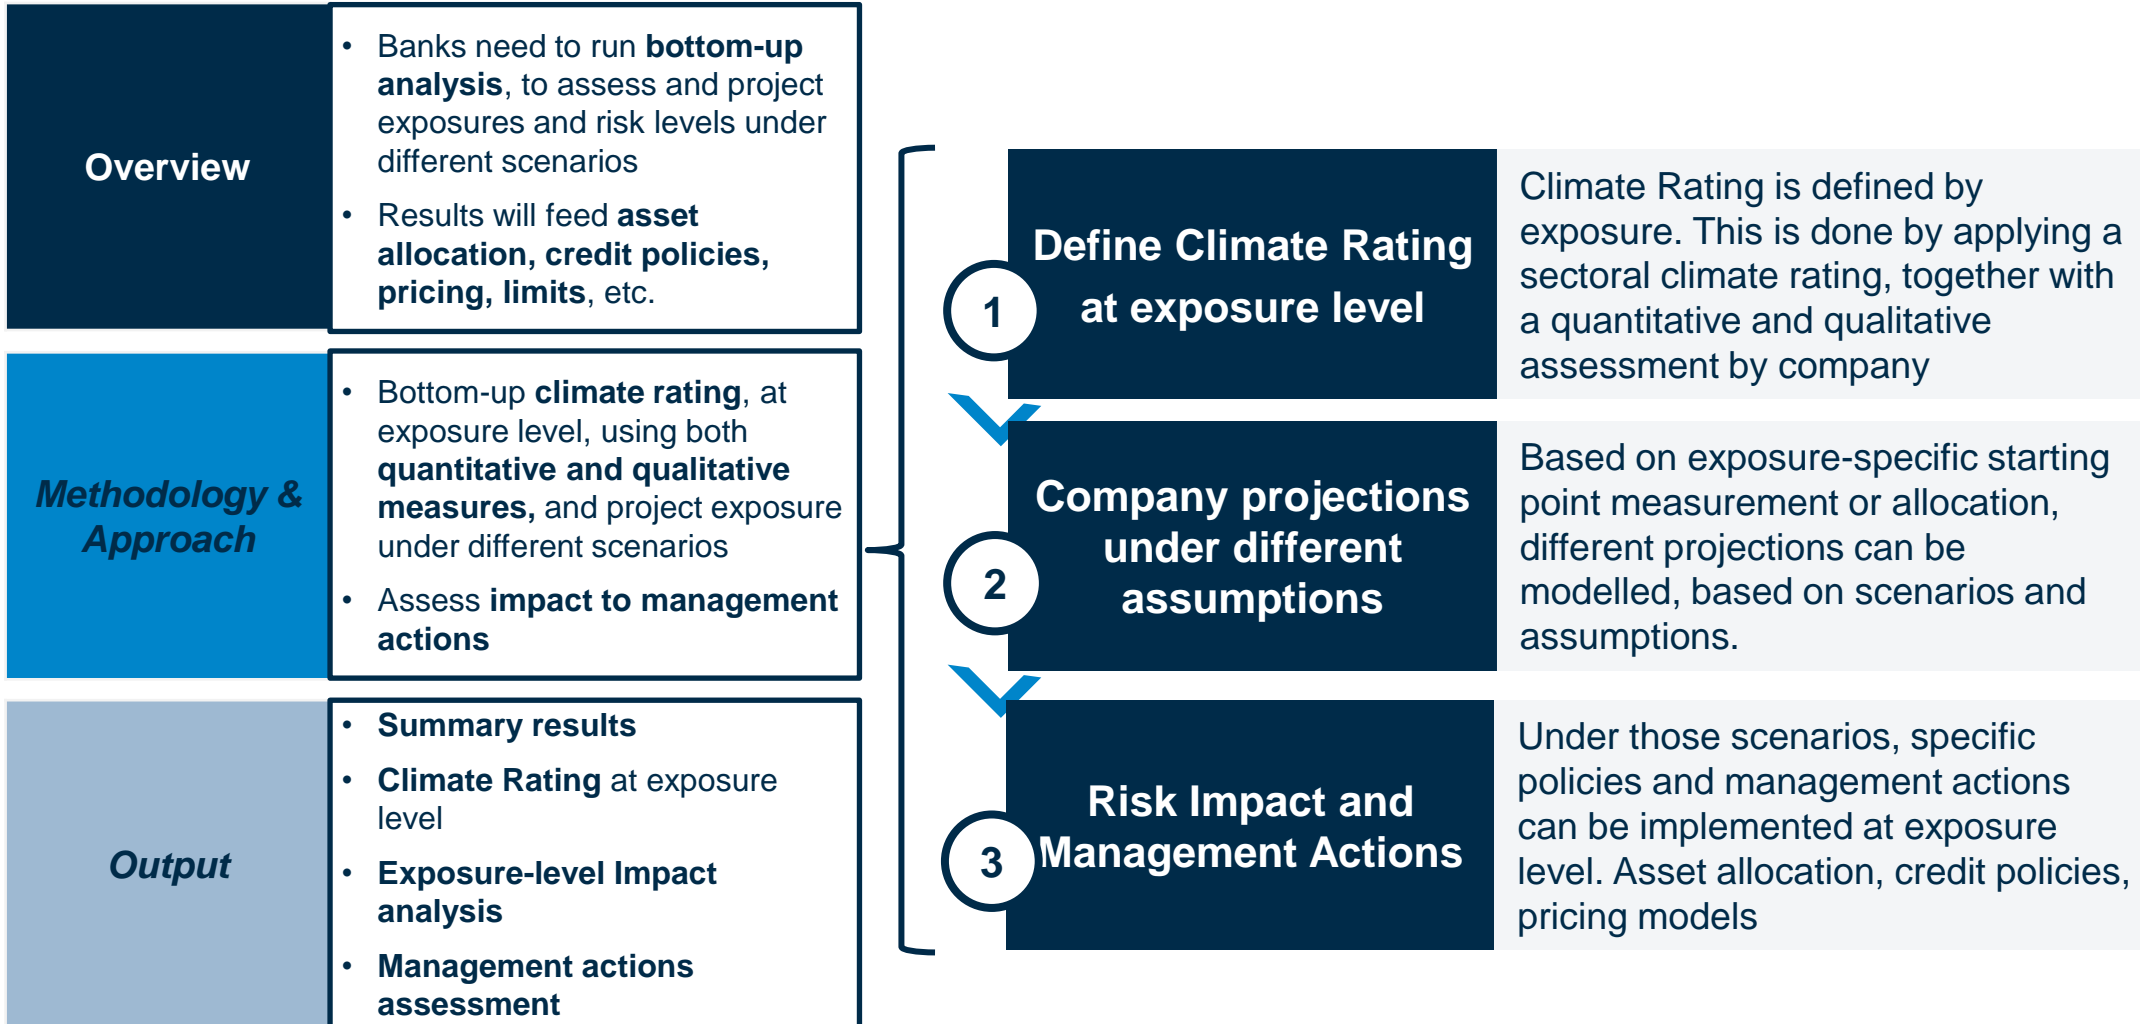 Overview
• Banks need to run bottom-up
analysis, to assess and project
exposures and risk levels under
different scenarios
• Results will feed asset
allocation, credit policies,
pricing, limits, etc.
Methodology &
Approach
• Bottom-up climate rating, at
exposure level, using both
quantitative and qualitative
measures, and project exposure
under different scenarios
• Assess impact to management
actions
Output
• Summary results
• Climate Rating at exposure
level
• Exposure-level Impact
analysis
• Management actions
assessment
1
Define Climate Rating
at exposure level
Climate Rating is defined by
exposure. This is done by applying a
sectoral climate rating, together with
a quantitative and qualitative
assessment by company
2
Company projections
under different
assumptions
Based on exposure-specific starting
point measurement or allocation,
different projections can be
modelled, based on scenarios and
assumptions.
3
Risk Impact and
Management Actions
Under those scenarios, specific
policies and management actions
can be implemented at exposure
level. Asset allocation, credit policies,
pricing models